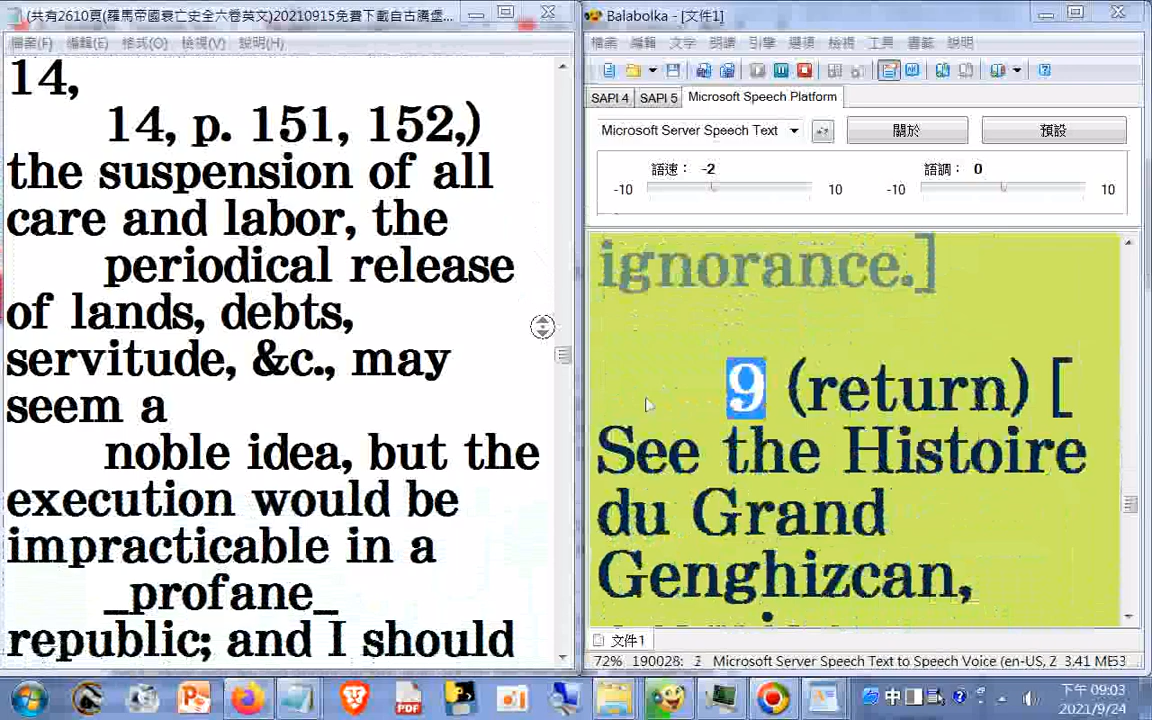 (共有2610頁(羅馬帝國衰亡史全六卷英文)20210915免費下載自古騰堡...
檔案(F) 編輯(E) 格式(O) 檢視(V) 說明(H)
14,
14, p. 151, 152,)
the suspension of all
care and labor, the
periodical release
of lands, debts,
servitude, &c., may
seem a
noble idea, but the
execution would be
impracticable in a
_profane_
republic; and I should
Balabolka - [文件1]
檔案 編輯 文字 朗讀 引擎 選項 檢視 工具 書籤 說明
SAPI 4 SAPI 5 Microsoft Speech Platform
Microsoft Server Speech Text 關於 預設
語速: -2 語調: 0
-10 10 -10 10
ignorance.]
9 (return) [
See the Histoire
du Grand
Genghizcan,
文件1
72% 190028: 2 Microsoft Server Speech Text to Speech Voice (en-US, Z 3.41 ME53
中
下午 09:03
2021/9/24